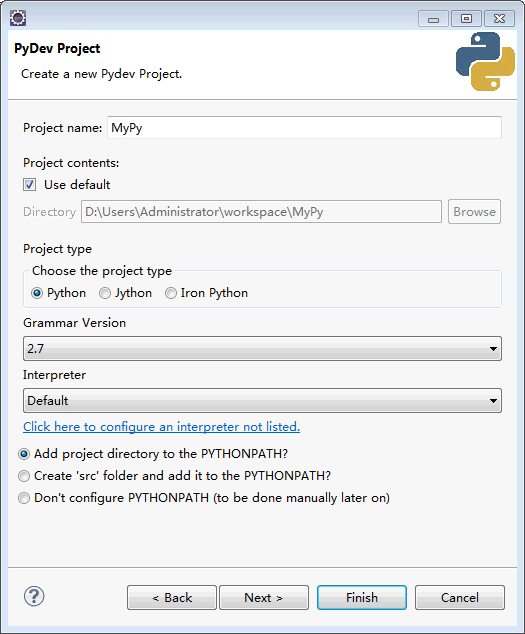 PyDev Project
Create a new Pydev Project.
Project name: MyPy
Project contents:
Use default
Directory D:\Users\Administrator\workspace\MyPy Browse
Project type
Choose the project type
Python Jython Iron Python
Grammar Version
2.7
Interpreter
Default
Click here to configure an interpreter not listed.
Add project directory to the PYTHONPATH?
Create 'src' folder and add it to the PYTHONPATH?
Don't configure PYTHONPATH (to be done manually later on)
? < Back Next > Finish Cancel